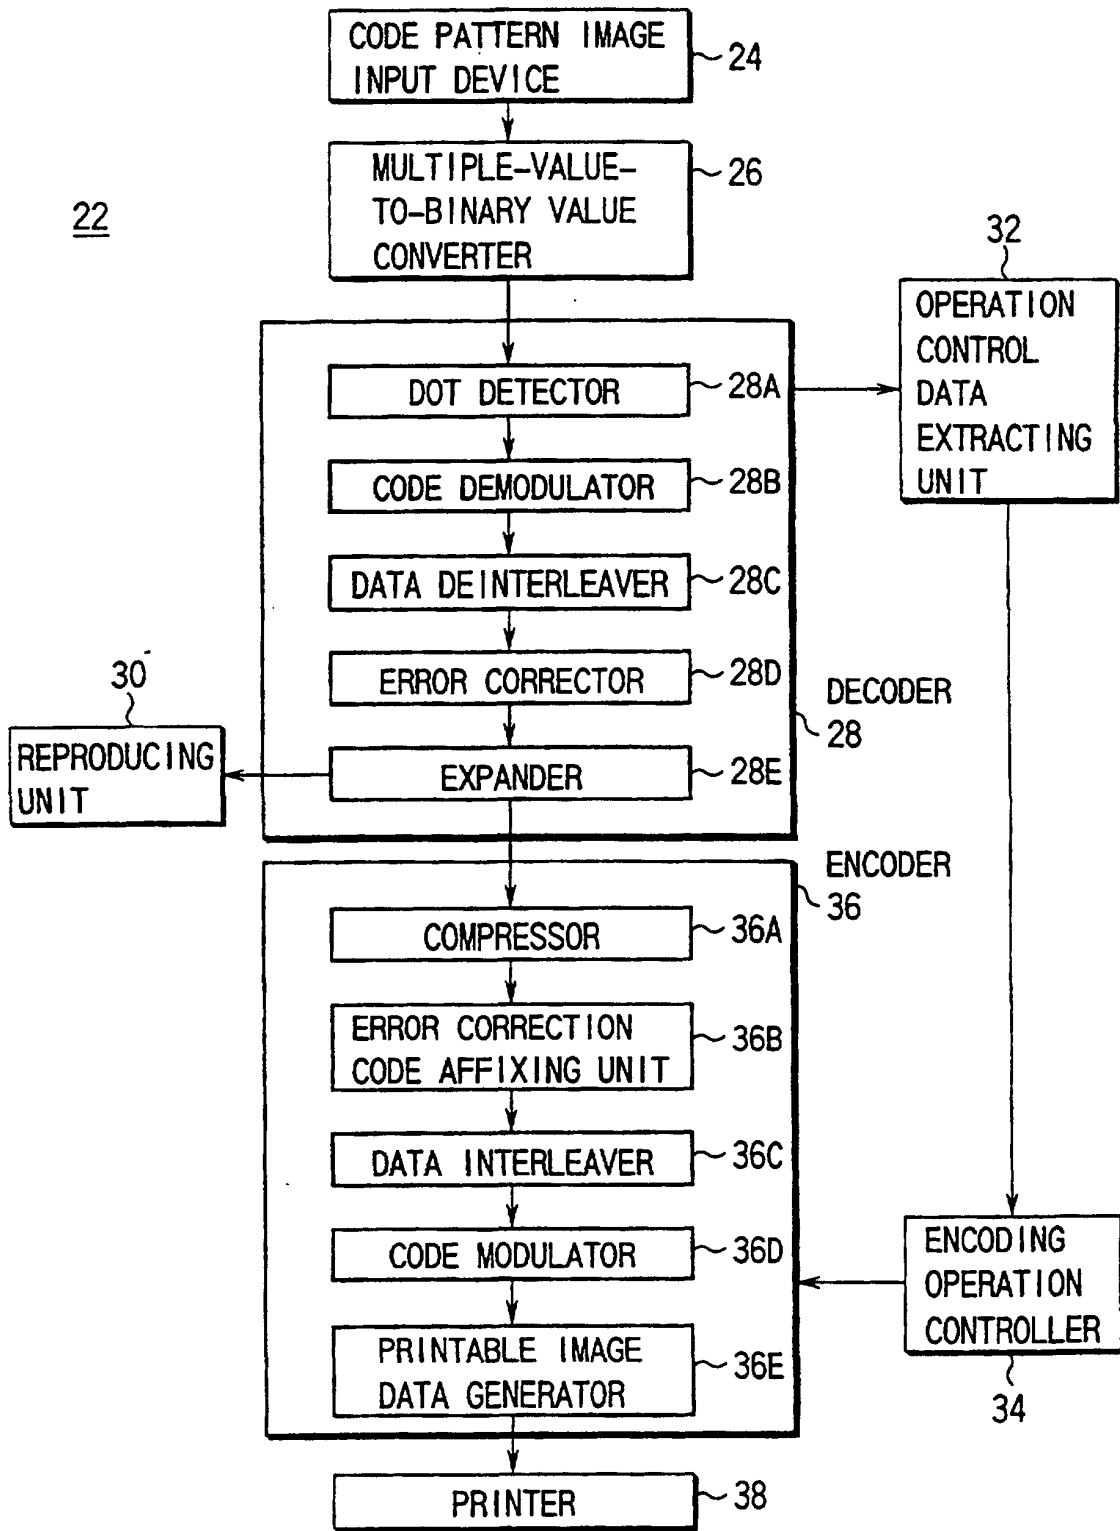 CODE PATTERN IMAGE
INPUT DEVICE
24
MULTIPLE-VALUE-
TO-BINARY VALUE
CONVERTER
26
22
32
OPERATION
CONTROL
DATA
EXTRACTING
UNIT
DOT DETECTOR
28A
CODE DEMODULATOR
28B
DATA DEINTERLEAVER
28C
ERROR CORRECTOR
28D
DECODER
28
30
REPRODUCING
UNIT
EXPANDER
28E
ENCODER
36
COMPRESSOR
36A
ERROR CORRECTION
CODE AFFIXING UNIT
36B
DATA INTERLEAVER
36C
CODE MODULATOR
36D
ENCODING
OPERATION
CONTROLLER
34
PRINTABLE IMAGE
DATA GENERATOR
36E
PRINTER
38